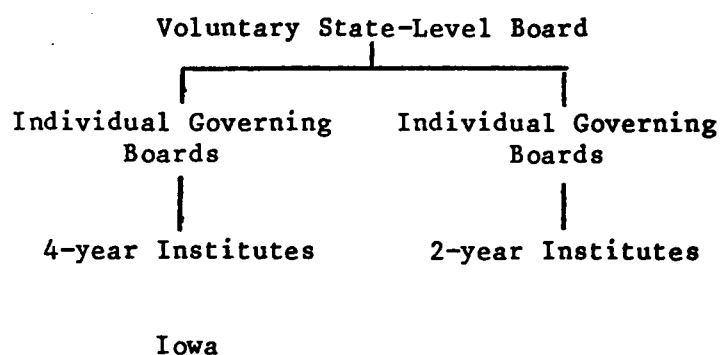 Voluntary State-Level Board
Individual Governing Boards
Individual Governing Boards
4-year Institutes
2-year Institutes
Iowa